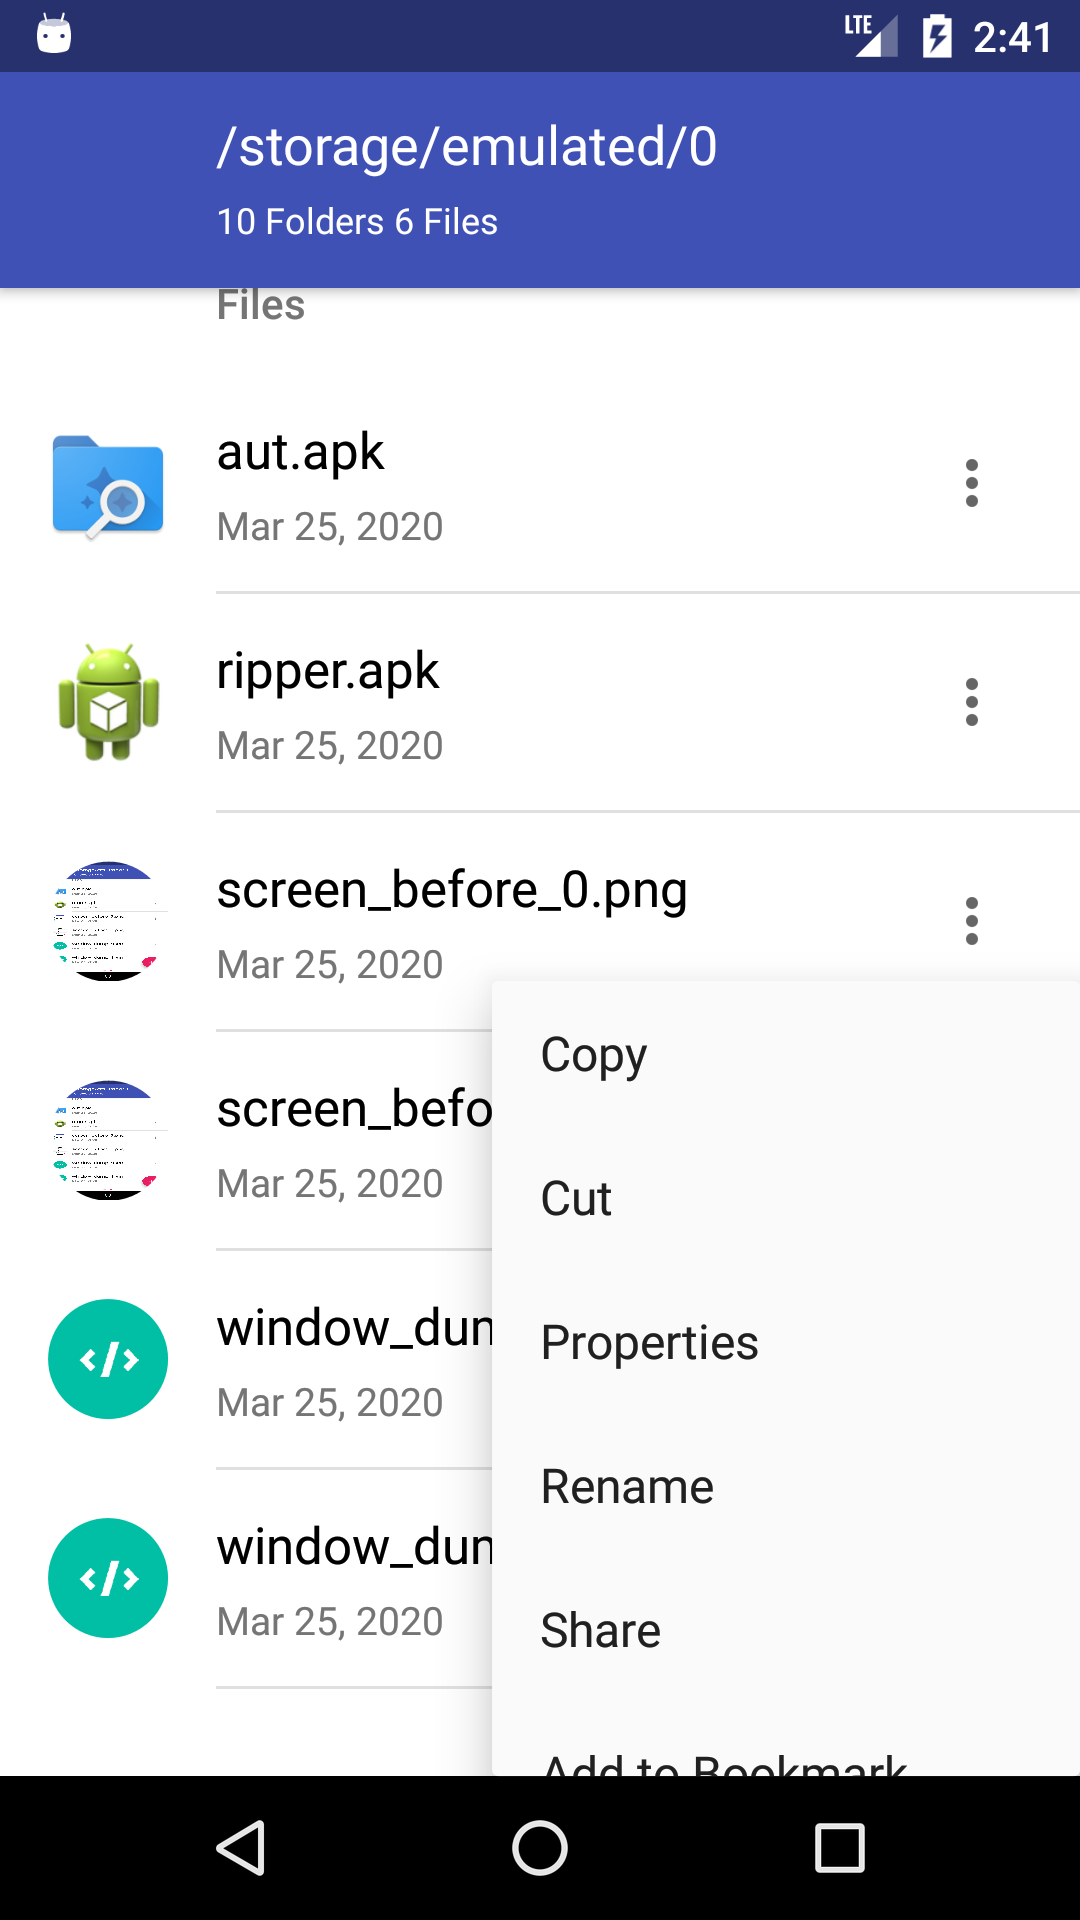 LTE 2:41
/storage/emulated/0
10 Folders 6 Files
Files
aut.apk
Mar 25, 2020
ripper.apk
Mar 25, 2020
screen_before_0.png
Mar 25, 2020
screen_befo
Mar 25, 2020
window_dum
Mar 25, 2020
window_dum
Mar 25, 2020
Copy
Cut
Properties
Rename
Share
Add to Bookmark